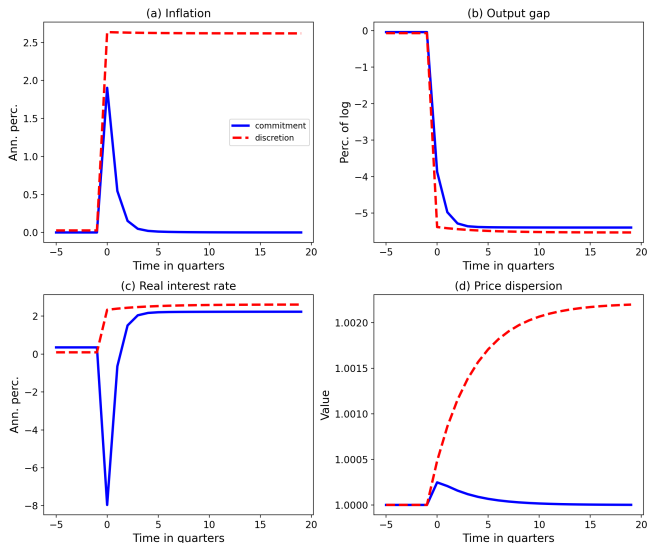 (a) Inflation
Ann. perc.
2.5
2.0
1.5
1.0
0.5
0.0
commitment
discretion
−5 0 5 10 15 20
Time in quarters
(b) Output gap
Perc. of log
0
−1
−2
−3
−4
−5
−5 0 5 10 15 20
Time in quarters
(c) Real interest rate
Ann. perc.
2
0
−2
−4
−6
−8
−5 0 5 10 15 20
Time in quarters
(d) Price dispersion
Value
1.0020
1.0015
1.0010
1.0005
1.0000
−5 0 5 10 15 20
Time in quarters